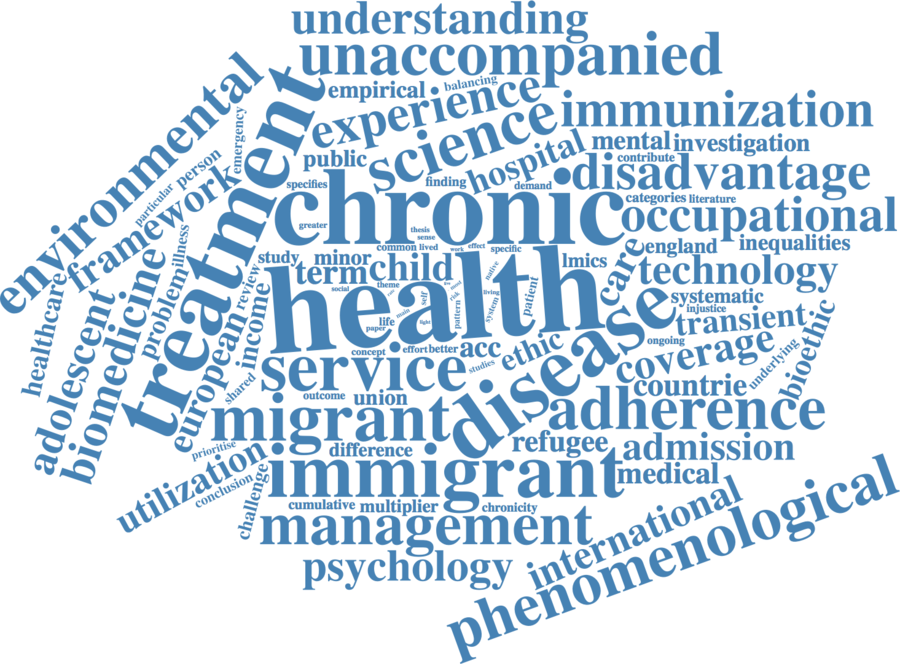 understanding
unaccompanied
balancing
empirical
experience
environmental
treatment
immunization
science
emergency
hospital
mental
investigation
public
person
contribute
disadvantage
particular
framework
specifies
finding
demand
chronic
categories
literature
occupational
greater
thesis
sense
illness
common
lived
work
effect
specific
care
england
inequalities
study
minor
term
child
lmics
technology
review
health
theme
social
native
patient
healthcare
adolescent
biomedicine
problem
european
income
main
self
risk
pattern
system
living
disease
systematic
injustice
transient
life
light
paper
ongoing
bioethic
concept
effort
better
acc
ethic
coverage
underlying
service
studies
countrie
shared
outcome
union
migrant
adherence
prioritise
difference
refugee
admission
utilization
conclusion
immigrant
medical
challenge
cumulative
multiplier
chronicity
management
international
psychology
phenomenological